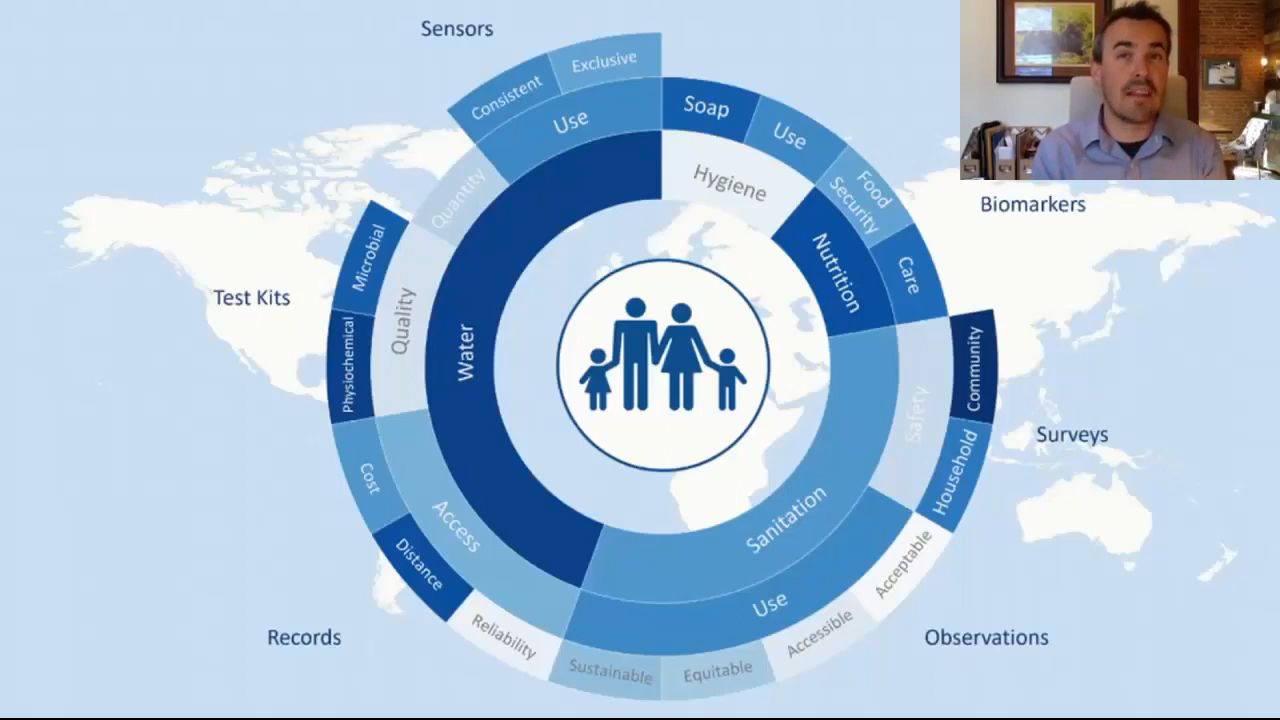 Sensors
Exclusive
Consistent
Use
Soap
Use
Hygiene
Quantity
Food
Security
Biomarkers
Microbial
Nutrition
Care
Test Kits
Quality
Physiochemical
Water
Community
Safety
Surveys
Household
Cost
Access
Sanitation
Distance
Acceptable
Use
Reliability
Accessible
Records
Observations
Sustainable
Equitable